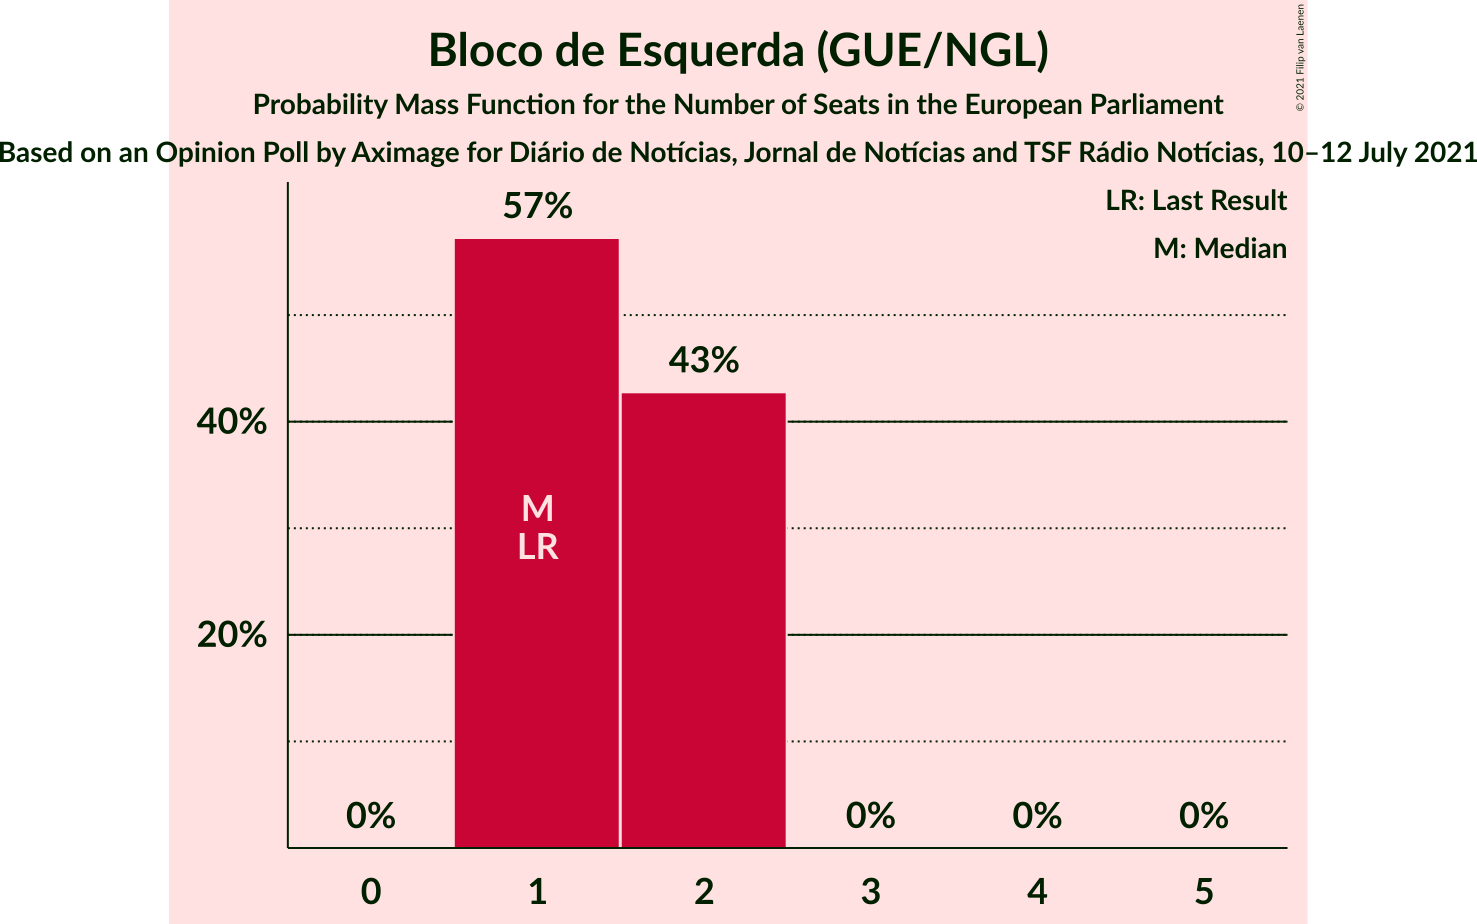 Bloco de Esquerda (GUE/NGL)
Probability Mass Function for the Number of Seats in the European Parliament
Based on an Opinion Poll by Aximage for Diário de Notícias, Jornal de Notícias and TSF Rádio Notícias, 10–12 July 2021
© 2021 Filip van Laenen
LR: Last Result
M: Median
57%
43%
40%
M
LR
20%
0%
0%
0%
0%
0
1
2
3
4
5